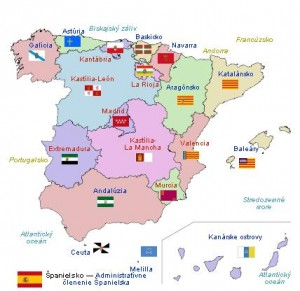 Biskajský záliv
Astúria
Galícia
Baskicko
Navarra
Francúzsko
Kantábria
Andorra
Kastília-León
La Rioja
Katalánsko
Aragónsko
Madrid
Kastília-
La Mancha
Extremadura
Valencia
Baleáry
Portugalsko
Murcia
Stredozemné
more
Andalúzia
Atlantický
oceán
Ceuta
Melilla
Kanárske ostrovy
Atlantický
oceán
Španielsko — Administratívne
členenie Španielska